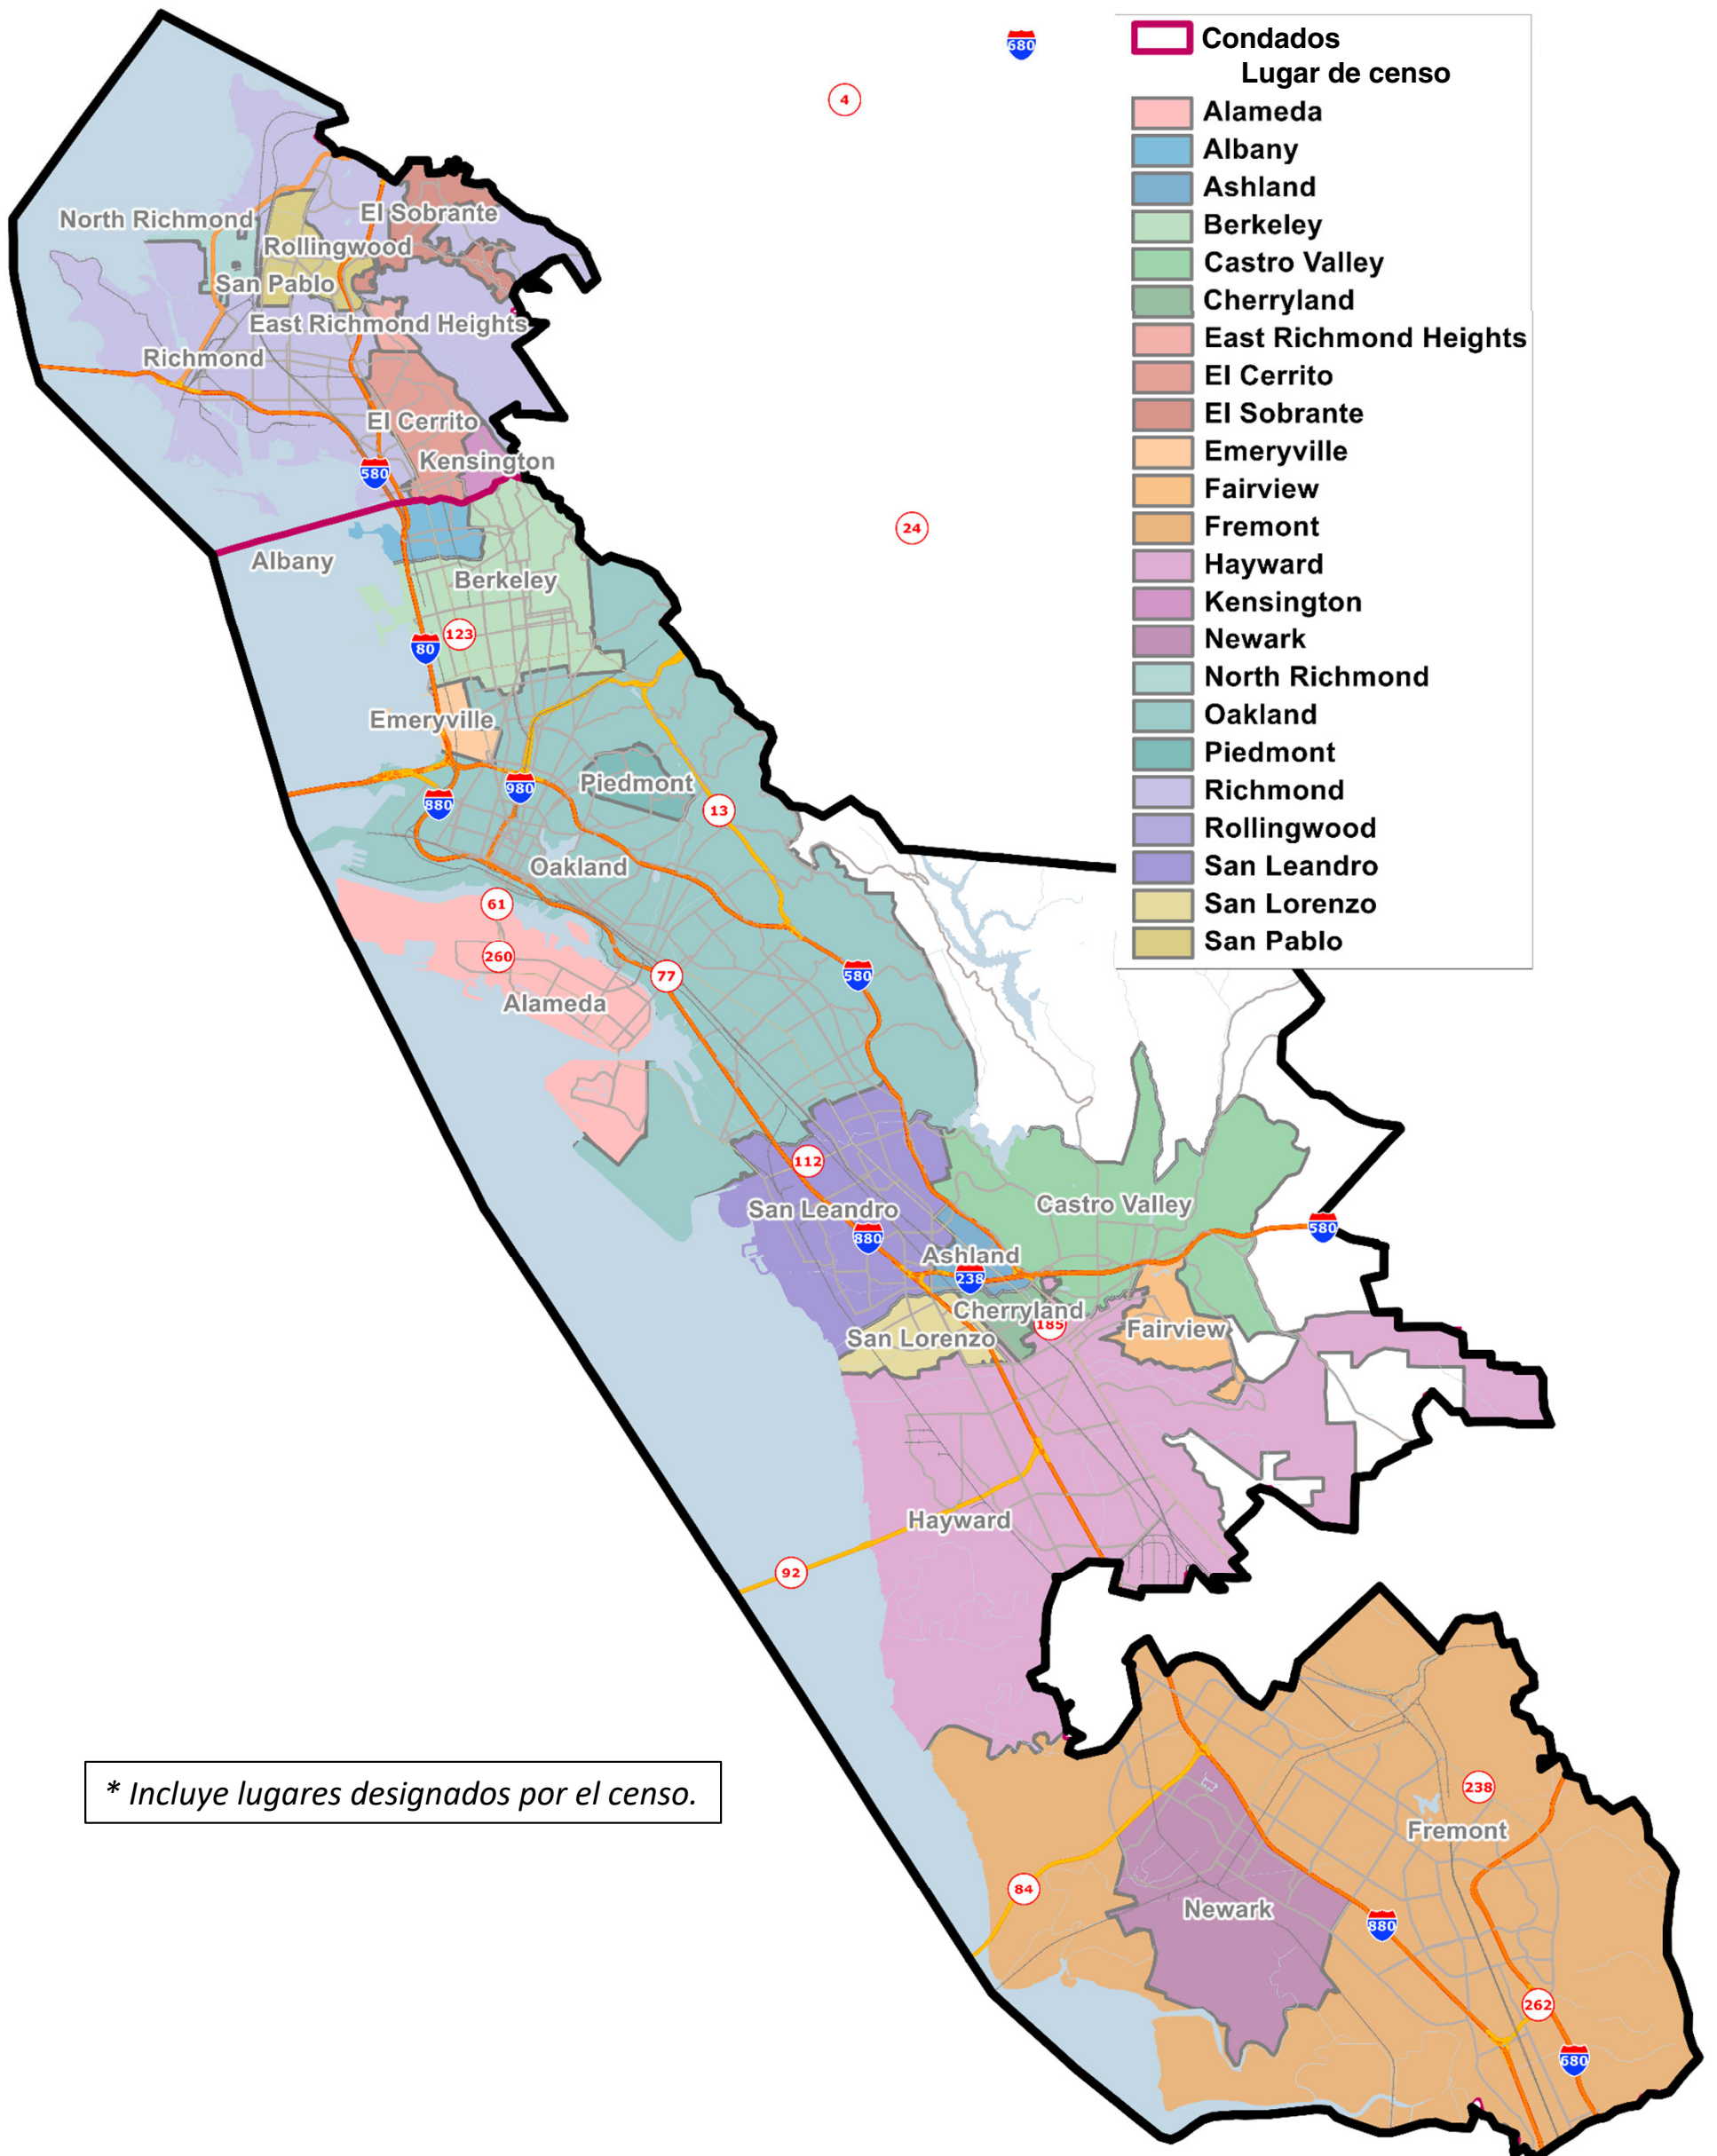 Condados
Lugar de censo
Alameda
Albany
Ashland
Berkeley
Castro Valley
Cherryland
East Richmond Heights
El Cerrito
El Sobrante
Emeryville
Fairview
Fremont
Hayward
Kensington
Newark
North Richmond
Oakland
Piedmont
Richmond
Rollingwood
San Leandro
San Lorenzo
San Pablo
680
4
North Richmond
El Sobrante
Rollingwood
San Pablo
East Richmond Heights
Richmond
El Cerrito
Kensington
580
24
Albany
Berkeley
123
80
Emeryville
Piedmont
980
880
13
Oakland
61
260
77
580
Alameda
112
San Leandro
Castro Valley
880
580
Ashland
238
Cherryland
185
San Lorenzo
Fairview
Hayward
92
* Incluye lugares designados por el censo.
238
Fremont
84
Newark
880
262
680